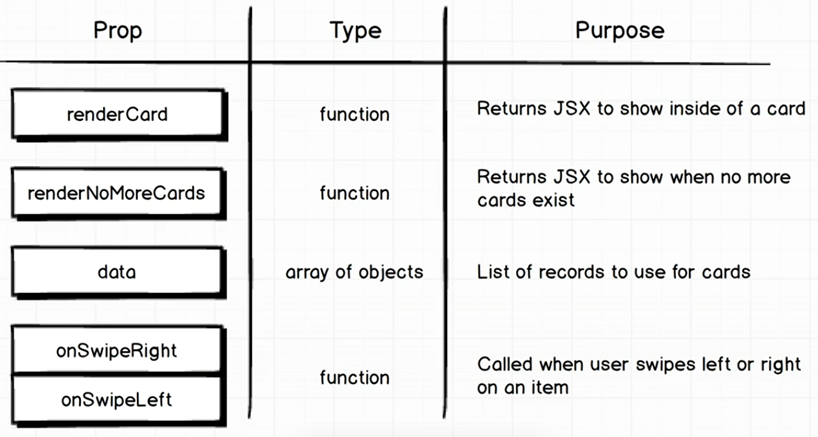 Prop Type Purpose
renderCard function Returns JSX to show inside of a card
renderNoMoreCards function Returns JSX to show when no more
cards exist
data array of objects List of records to use for cards
onSwipeRight
function Called when user swipes left or right
on an item
onSwipeLeft